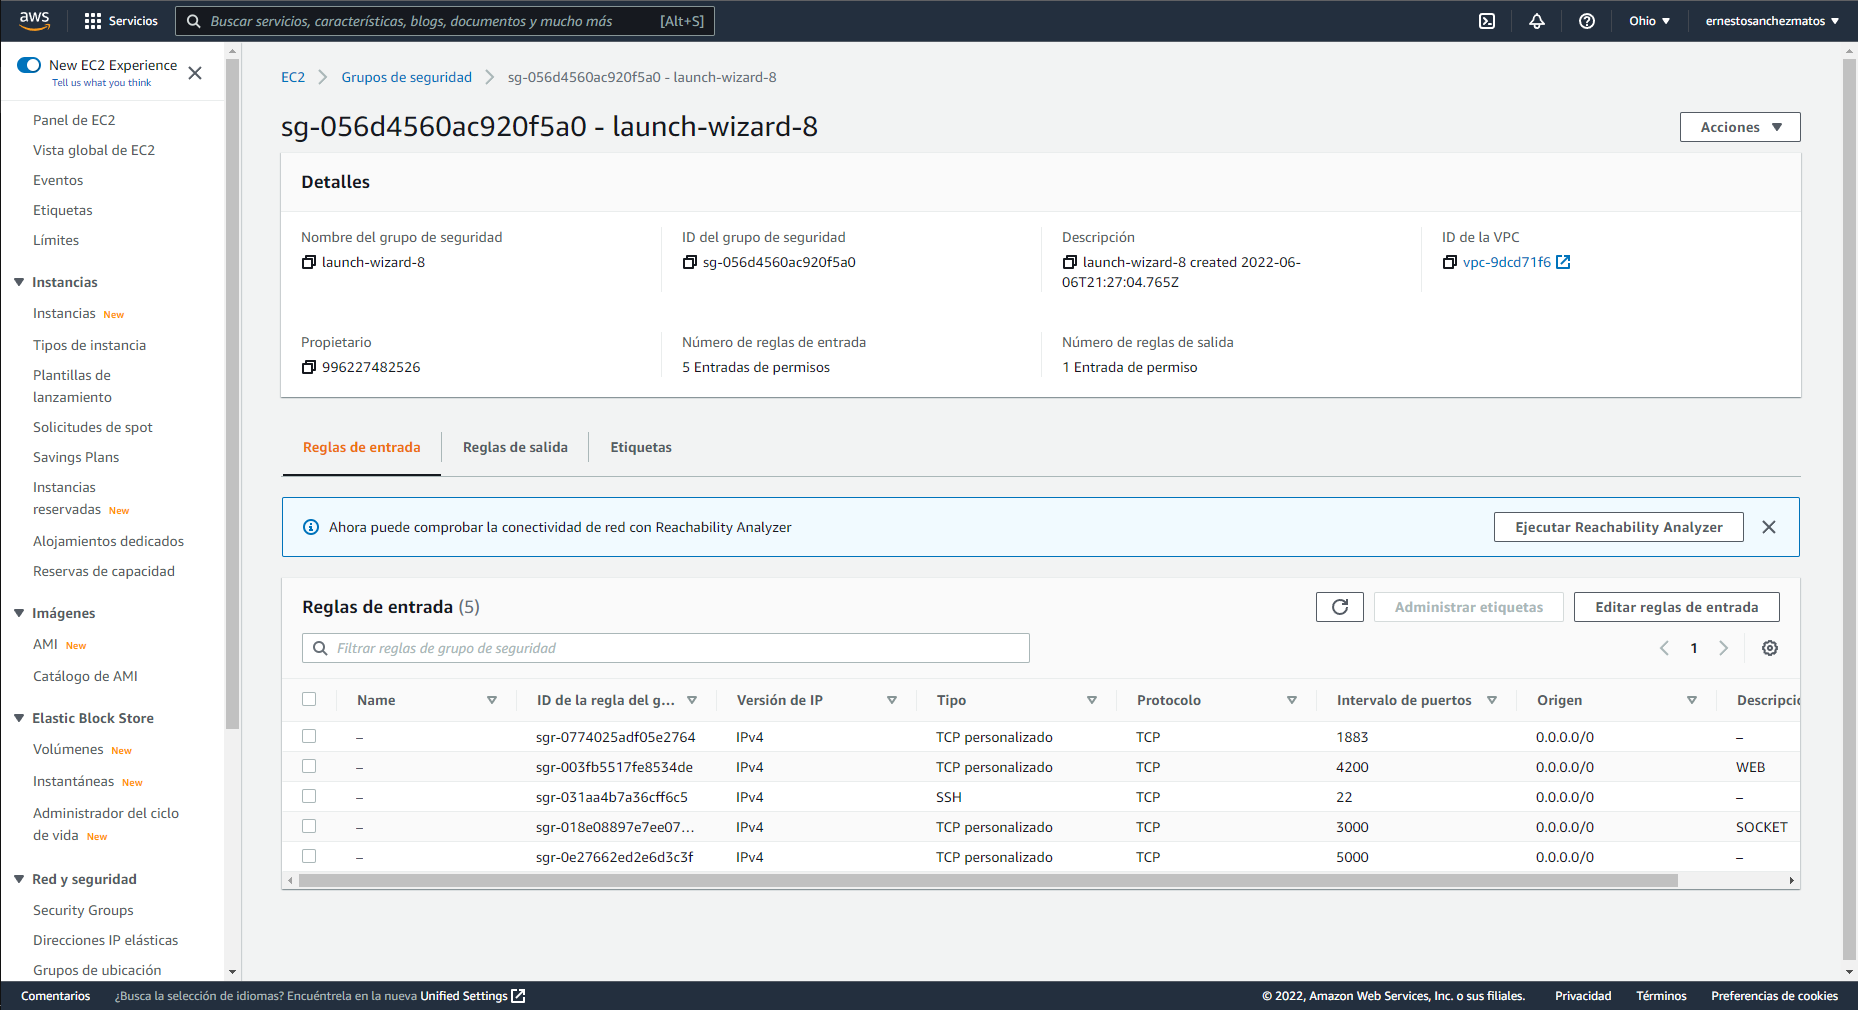 aws
Servicios
Buscar servicios, características, blogs, documentos y mucho más [Alt+S]
Ohio
ernestosanchezmatos
New EC2 Experience
Tell us what you think
Panel de EC2
Vista global de EC2
Eventos
Etiquetas
Límites
Instancias
Instancias New
Tipos de instancia
Plantillas de
lanzamiento
Solicitudes de spot
Savings Plans
Instancias
reservadas New
Alojamientos dedicados
Reservas de capacidad
Imágenes
AMI New
Catálogo de AMI
Elastic Block Store
Volúmenes New
Instantáneas New
Administrador del ciclo
de vida New
Red y seguridad
Security Groups
Direcciones IP elásticas
Grupos de ubicación
EC2 Grupos de seguridad sg-056d4560ac920f5a0 - launch-wizard-8
sg-056d4560ac920f5a0 - launch-wizard-8
Acciones
Detalles
Nombre del grupo de seguridad
launch-wizard-8
ID del grupo de seguridad
sg-056d4560ac920f5a0
Descripción
launch-wizard-8 created 2022-06-
06T21:27:04.765Z
ID de la VPC
vpc-9dcd71f6
Propietario
996227482526
Número de reglas de entrada
5 Entradas de permisos
Número de reglas de salida
1 Entrada de permiso
Reglas de entrada Reglas de salida Etiquetas
Ahora puede comprobar la conectividad de red con Reachability Analyzer
Ejecutar Reachability Analyzer
Reglas de entrada (5)
Administrar etiquetas
Editar reglas de entrada
Filtrar reglas de grupo de seguridad
1
Name ID de la regla del g... Versión de IP Tipo Protocolo Intervalo de puertos Origen Descripció
– sgr-0774025adf05e2764 IPv4 TCP personalizado TCP 1883 0.0.0.0/0 –
– sgr-003fb5517fe8534de IPv4 TCP personalizado TCP 4200 0.0.0.0/0 WEB
– sgr-031aa4b7a36cff6c5 IPv4 SSH TCP 22 0.0.0.0/0 –
– sgr-018e08897e7ee07... IPv4 TCP personalizado TCP 3000 0.0.0.0/0 SOCKET
– sgr-0e27662ed2e6d3c3f IPv4 TCP personalizado TCP 5000 0.0.0.0/0 –
Comentarios
¿Busca la selección de idiomas? Encuéntrela en la nueva Unified Settings
© 2022, Amazon Web Services, Inc. o sus filiales.
Privacidad
Términos
Preferencias de cookies